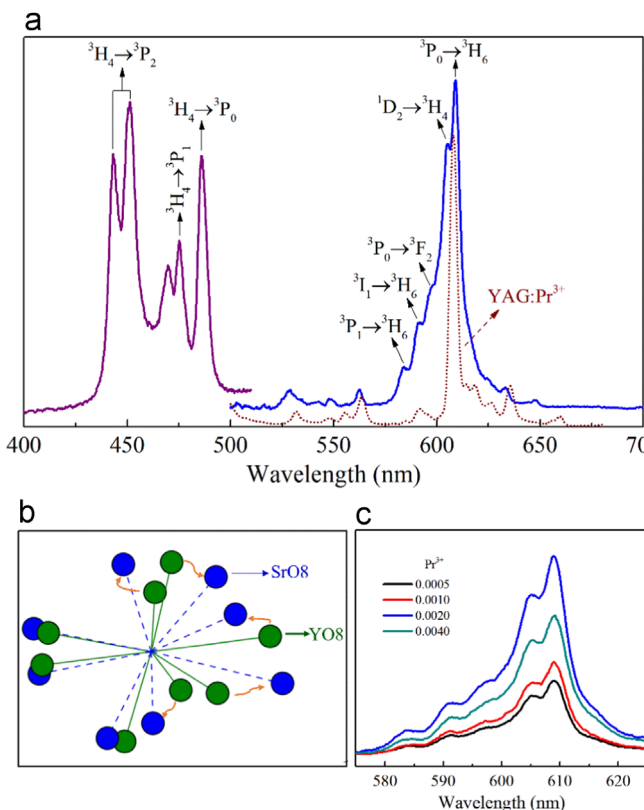 a
³H₄→³P₂
³H₄→³P₁
³H₄→³P₀
³P₀→³H₆
¹D₂→³H₄
³P₀→³F₂
³I₁→³H₆
³P₁→³H₆
YAG:Pr³⁺
400 450 500 550 600 650 70
Wavelength (nm)
b
SrO8
YO8
c
Pr³⁺
0.0005
0.0010
0.0020
0.0040
580 590 600 610 620
Wavelength (nm)